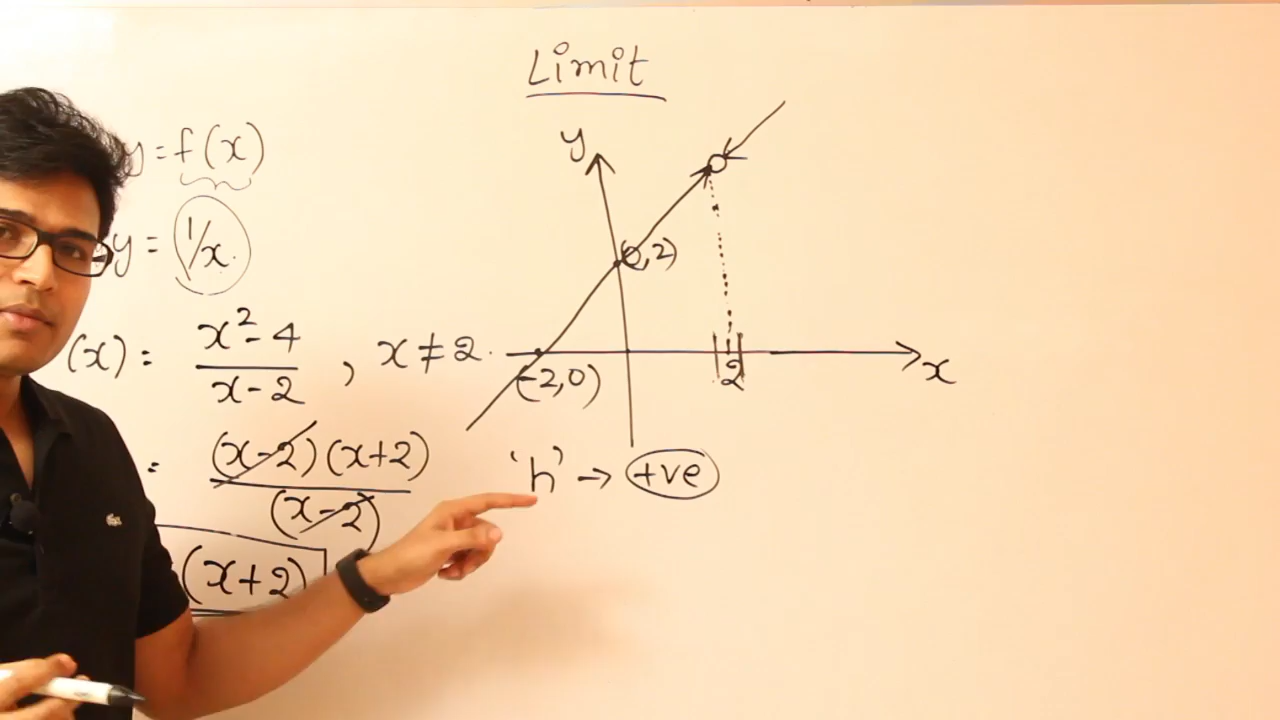 Limit
y = f(x)
y = 1/x
(x) = x² - 4 / x - 2 , x ≠ 2.
= (x-2)(x+2) / (x-2)
(x+2)
y
(0,2)
(-2,0)
2
x
'h' → +ve